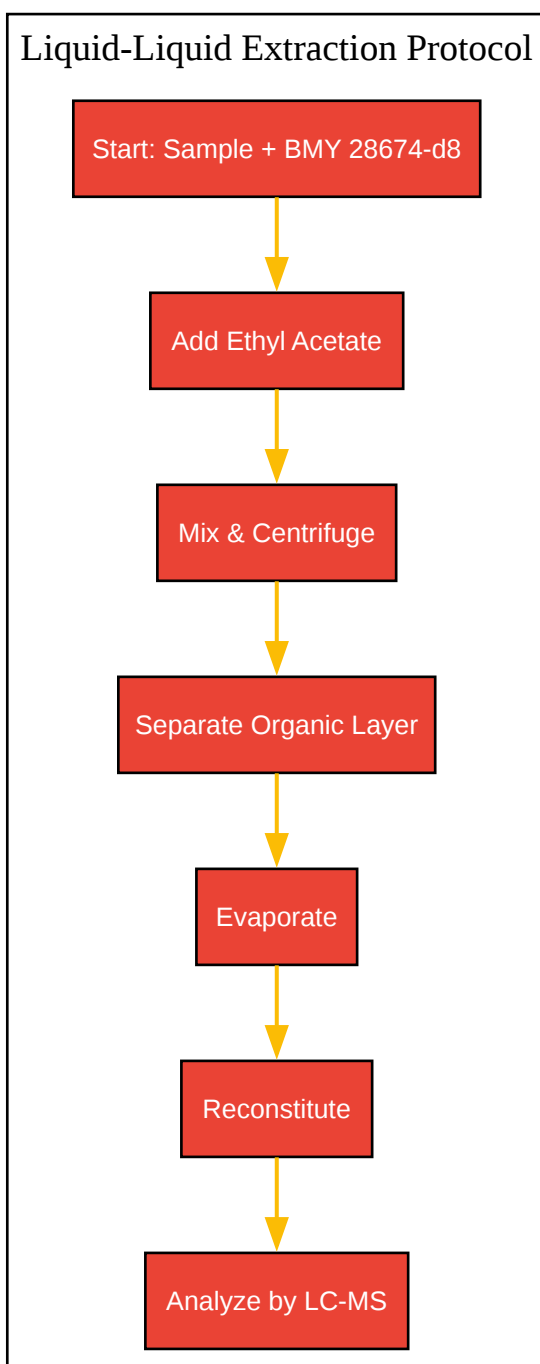 Liquid-Liquid Extraction Protocol
Start: Sample + BMY 28674-d8
Add Ethyl Acetate
Mix & Centrifuge
Separate Organic Layer
Evaporate
Reconstitute
Analyze by LC-MS